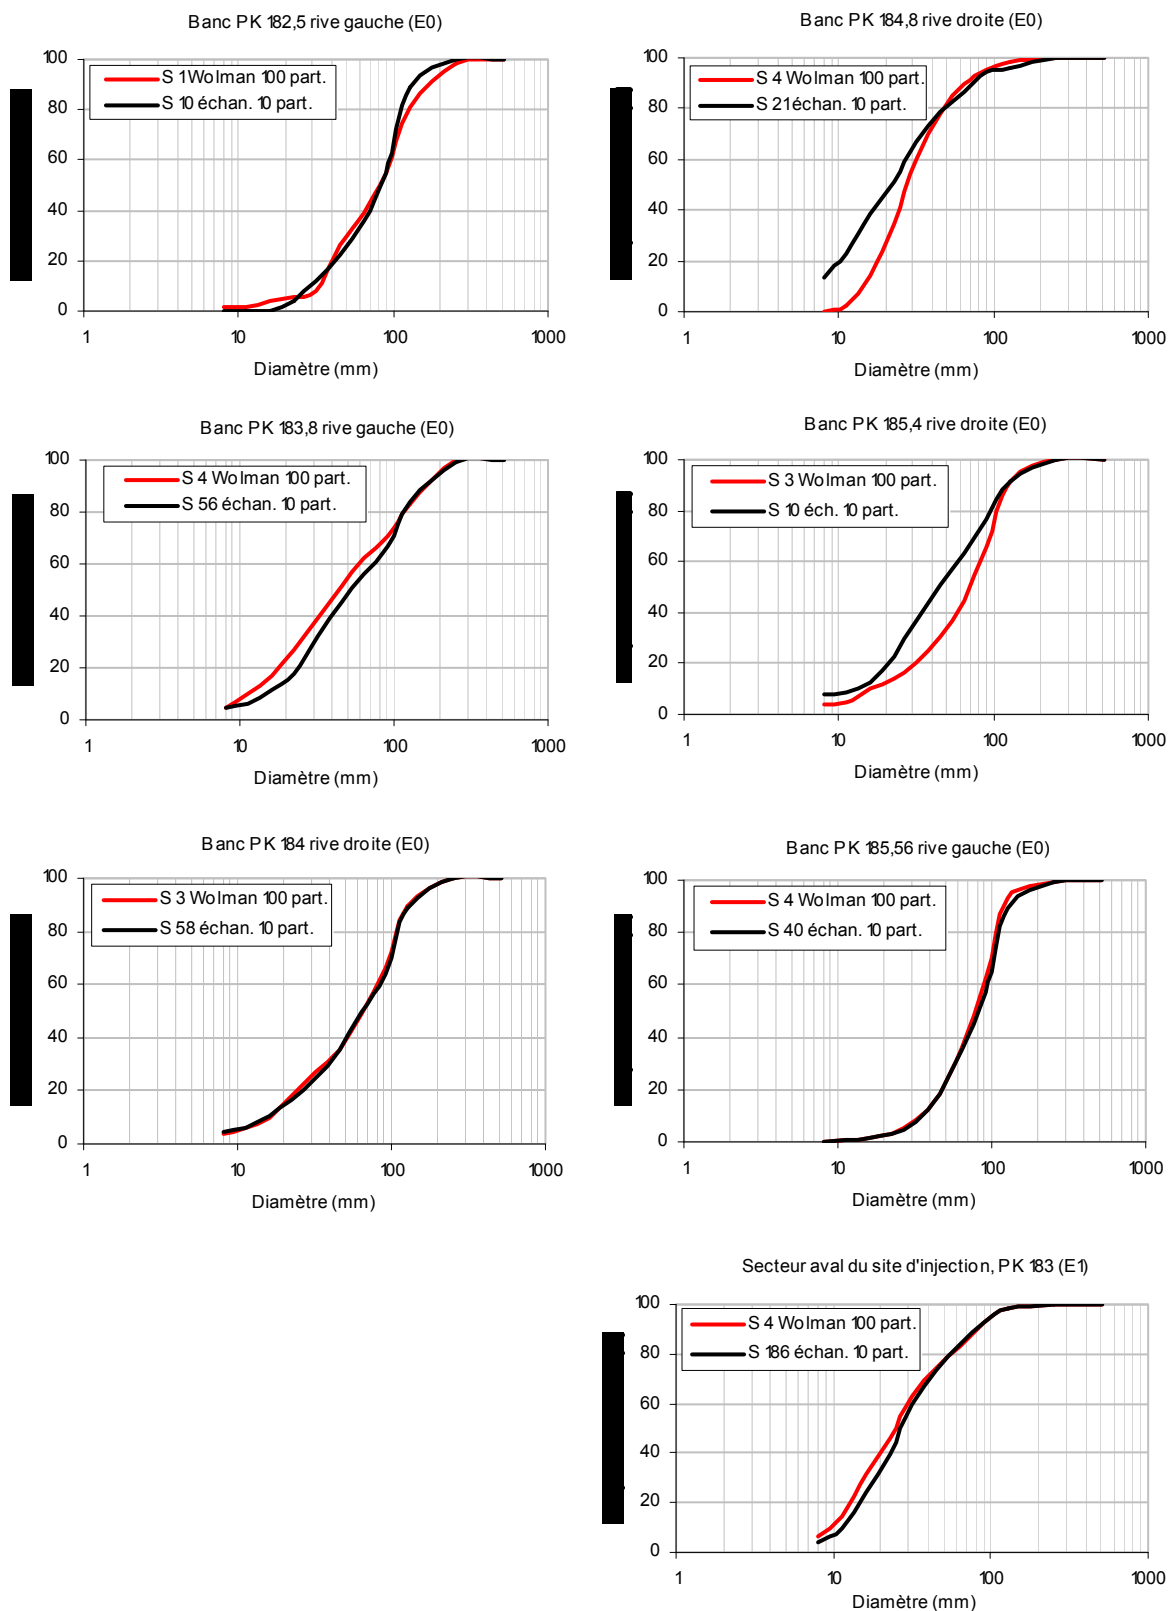 Banc PK 182,5 rive gauche (E0)
100
80
60
40
20
0
S 1 Wolman 100 part.
S 10 échan. 10 part.
1 10 100 1000
Diamètre (mm)
Banc PK 184,8 rive droite (E0)
100
80
60
40
20
0
S 4 Wolman 100 part.
S 21 échan. 10 part.
1 10 100 1000
Diamètre (mm)
Banc PK 183,8 rive gauche (E0)
100
80
60
40
20
0
S 4 Wolman 100 part.
S 56 échan. 10 part.
1 10 100 1000
Diamètre (mm)
Banc PK 185,4 rive droite (E0)
100
80
60
40
20
0
S 3 Wolman 100 part.
S 10 éch. 10 part.
1 10 100 1000
Diamètre (mm)
Banc PK 184 rive droite (E0)
100
80
60
40
20
0
S 3 Wolman 100 part.
S 58 échan. 10 part.
1 10 100 1000
Diamètre (mm)
Banc PK 185,56 rive gauche (E0)
100
80
60
40
20
0
S 4 Wolman 100 part.
S 40 échan. 10 part.
1 10 100 1000
Diamètre (mm)
Secteur aval du site d'injection, PK 183 (E1)
100
80
60
40
20
0
S 4 Wolman 100 part.
S 186 échan. 10 part.
1 10 100 1000
Diamètre (mm)